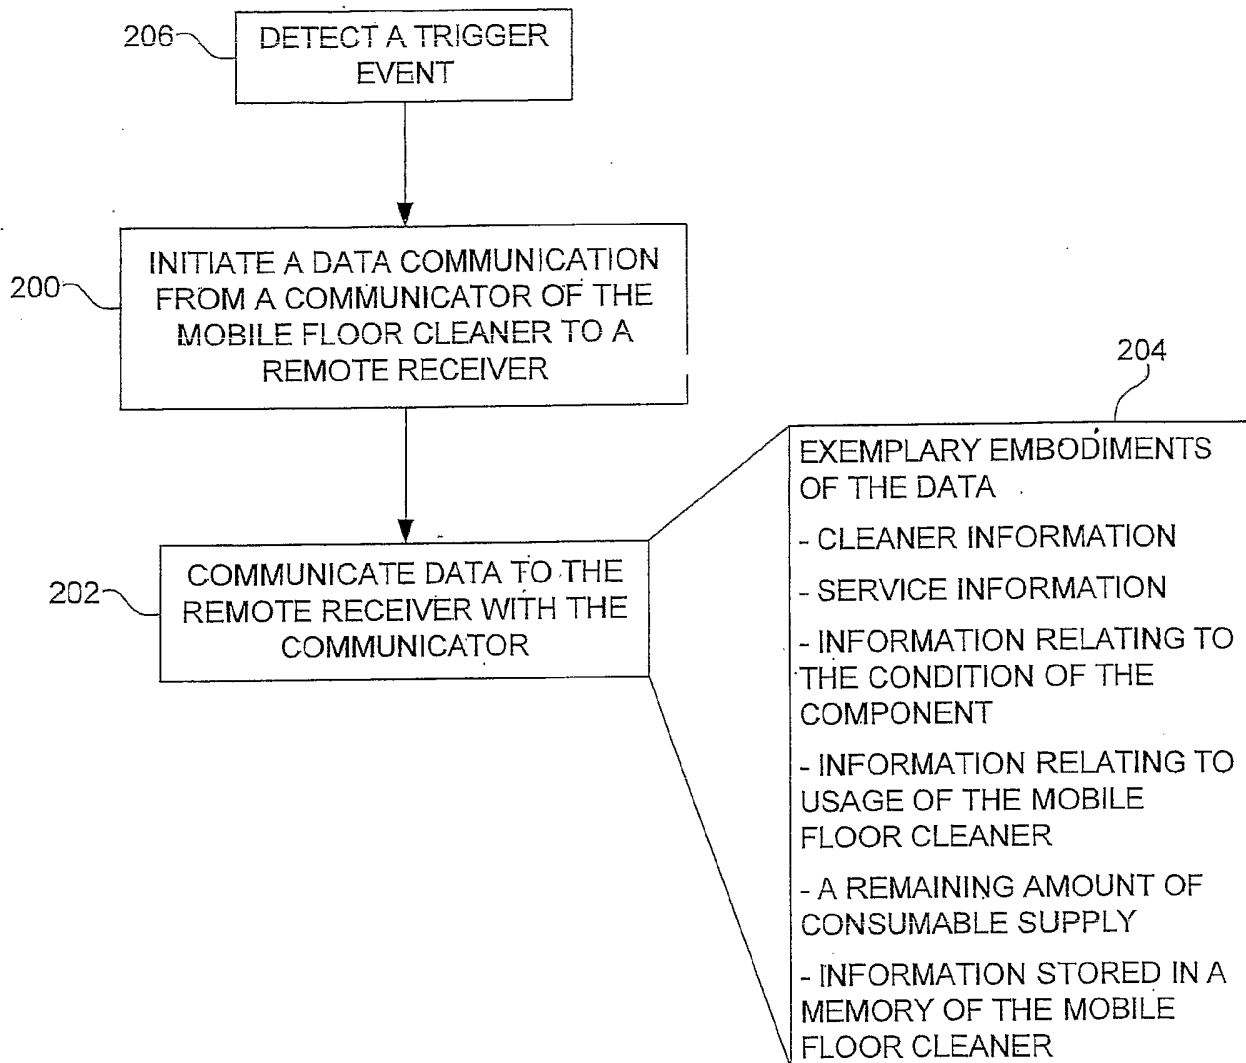 206
DETECT A TRIGGER
EVENT
200
INITIATE A DATA COMMUNICATION
FROM A COMMUNICATOR OF THE
MOBILE FLOOR CLEANER TO A
REMOTE RECEIVER
202
COMMUNICATE DATA TO THE
REMOTE RECEIVER WITH THE
COMMUNICATOR
204
EXEMPLARY EMBODIMENTS
OF THE DATA
- CLEANER INFORMATION
- SERVICE INFORMATION
- INFORMATION RELATING TO
THE CONDITION OF THE
COMPONENT
- INFORMATION RELATING TO
USAGE OF THE MOBILE
FLOOR CLEANER
- A REMAINING AMOUNT OF
CONSUMABLE SUPPLY
- INFORMATION STORED IN A
MEMORY OF THE MOBILE
FLOOR CLEANER